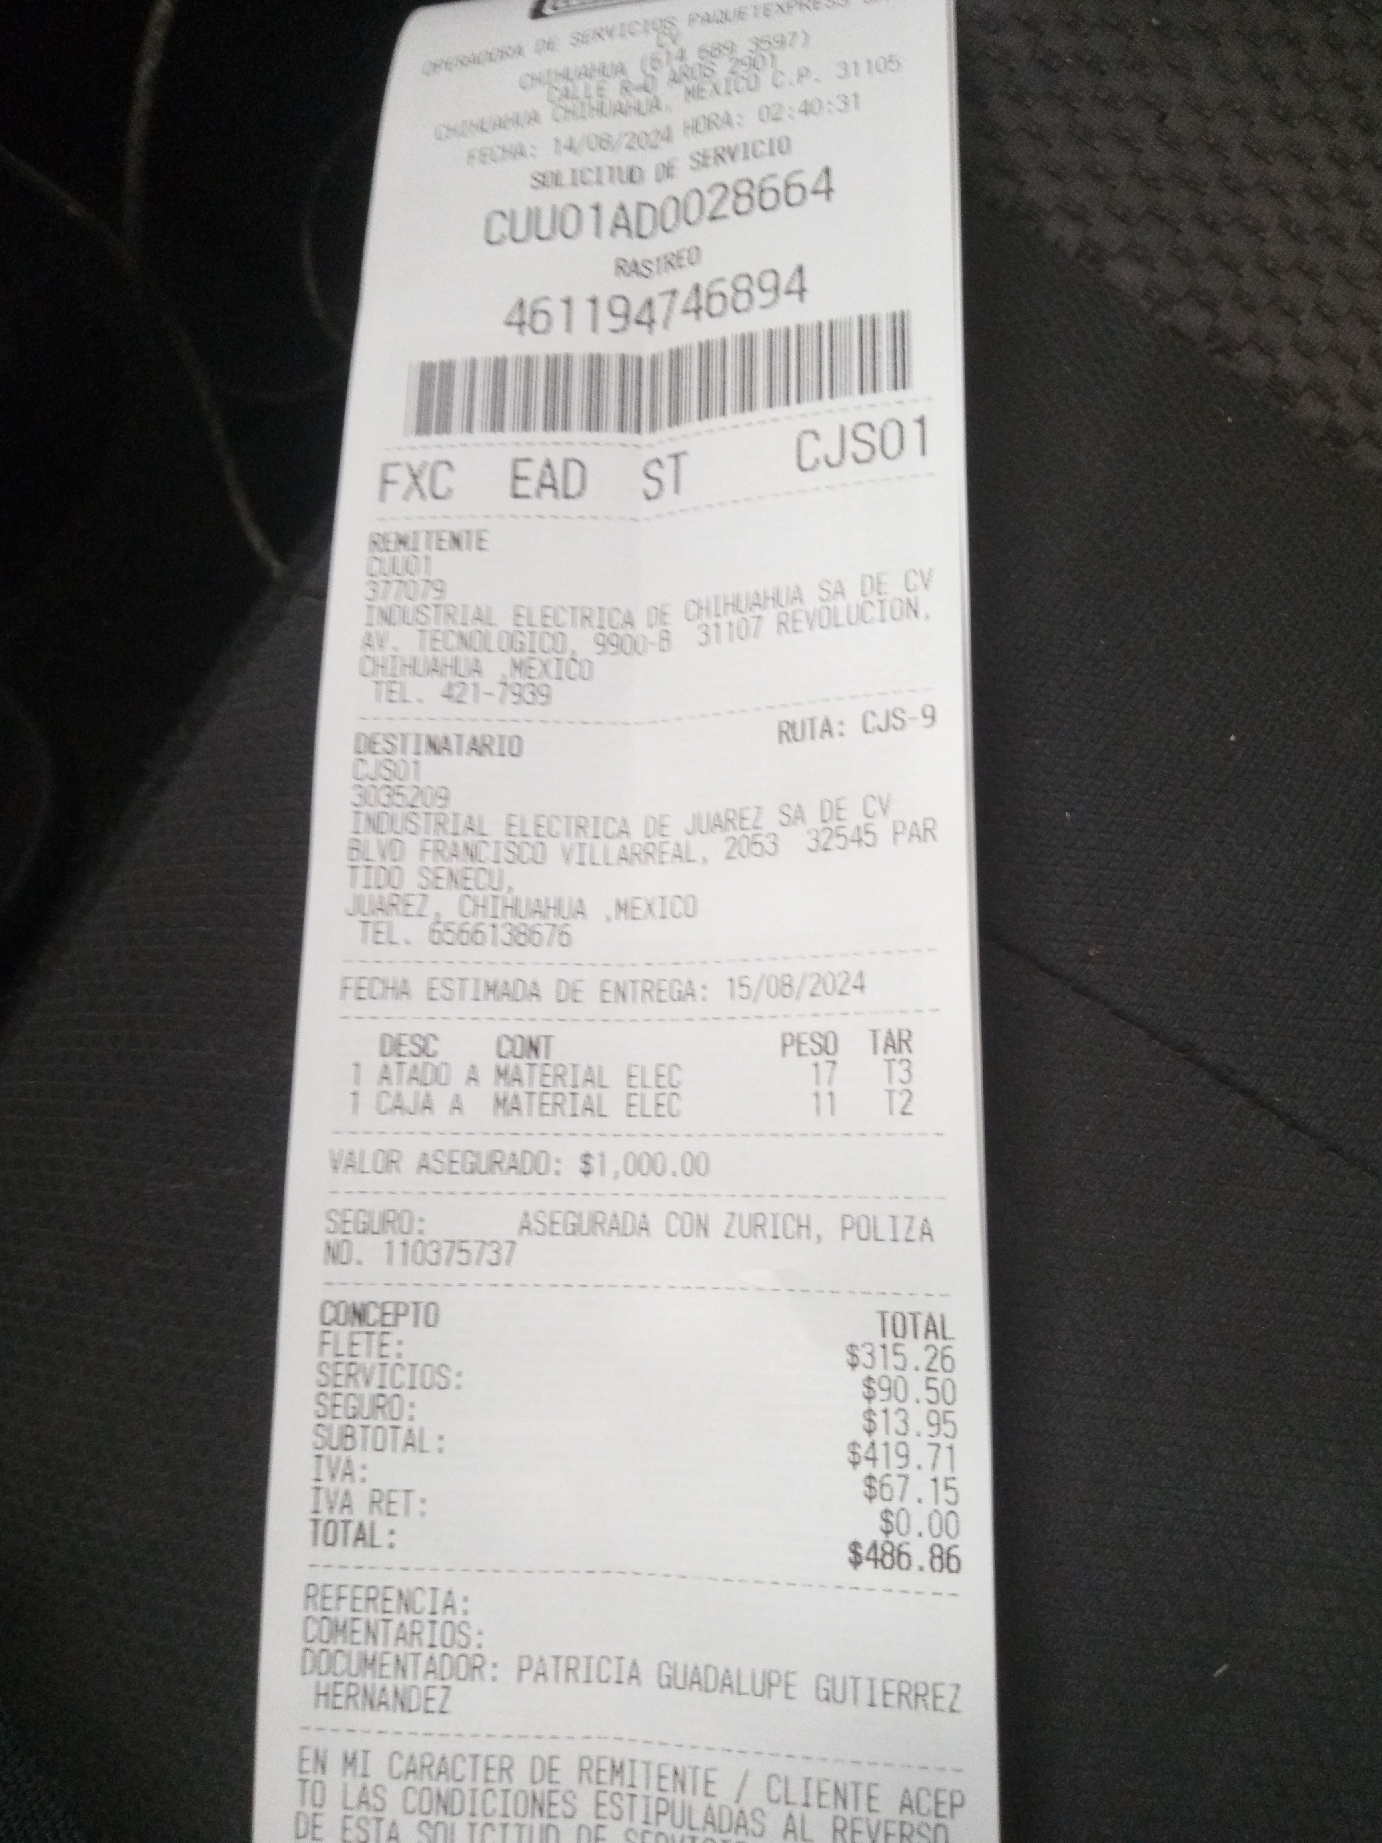 OPERADORA DE SERVICIOS PAQUETEXPRESS
CV
CHIHUAHUA (614 689 3597)
CALLE R-O AROS 2901
CHIHUAHUA CHIHUAHUA, MEXICO C.P. 31105
FECHA: 14/08/2024 HORA: 02:40:31
SOLICITUD DE SERVICIO
CUU01AD0028664
RASTREO
461194746894
FXC EAD ST CJS01
REMITENTE
CUU01
377079
INDUSTRIAL ELECTRICA DE CHIHUAHUA SA DE CV
AV. TECNOLOGICO, 9900-B 31107 REVOLUCION,
CHIHUAHUA ,MEXICO
TEL. 421-7939
DESTINATARIO RUTA: CJS-9
CJS01
3035209
INDUSTRIAL ELECTRICA DE JUAREZ SA DE CV
BLVD FRANCISCO VILLARREAL, 2053 32545 PAR
TIDO SENECU,
JUAREZ, CHIHUAHUA ,MEXICO
TEL. 6566138676
FECHA ESTIMADA DE ENTREGA: 15/08/2024
DESC CONT PESO TAR
1 ATADO A MATERIAL ELEC 17 T3
1 CAJA A MATERIAL ELEC 11 T2
VALOR ASEGURADO: $1,000.00
SEGURO: ASEGURADA CON ZURICH, POLIZA
NO. 110375737
CONCEPTO TOTAL
FLETE: $315.26
SERVICIOS: $90.50
SEGURO: $13.95
SUBTOTAL: $419.71
IVA: $67.15
IVA RET: $0.00
TOTAL: $486.86
REFERENCIA:
COMENTARIOS:
DOCUMENTADOR: PATRICIA GUADALUPE GUTIERREZ
HERNANDEZ
EN MI CARACTER DE REMITENTE / CLIENTE ACEP
TO LAS CONDICIONES ESTIPULADAS AL REVERSO
DE ESTA SOLICITUD DE